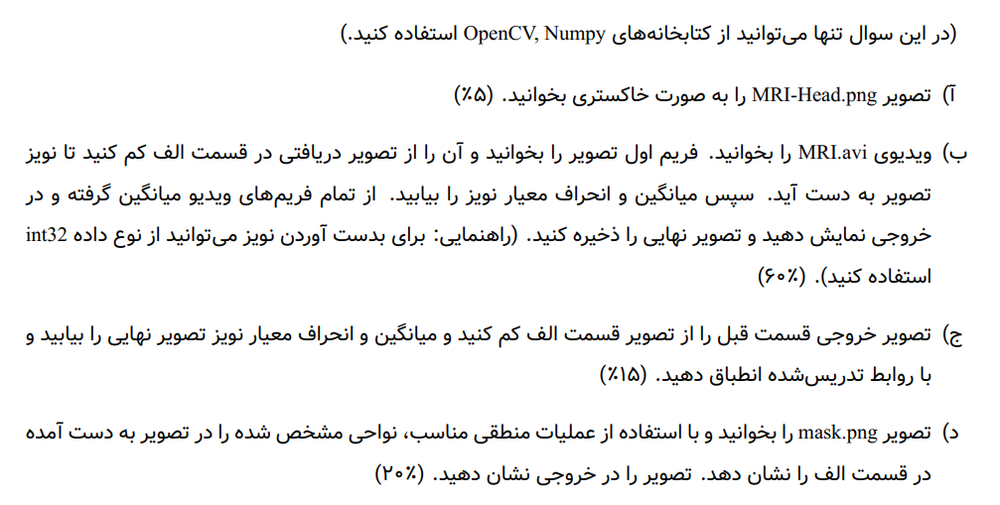 (در این سوال تنها می‌توانید از کتابخانه‌های OpenCV, Numpy استفاده کنید.)
آ) تصویر MRI-Head.png را به صورت خاکستری بخوانید. (۵٪)
ب) ویدیوی MRI.avi را بخوانید. فریم اول تصویر را بخوانید و آن را از تصویر دریافتی در قسمت الف کم کنید تا نویز
تصویر به دست آید. سپس میانگین و انحراف معیار نویز را بیابید. از تمام فریم‌های ویدیو میانگین گرفته و در
خروجی نمایش دهید و تصویر نهایی را ذخیره کنید. (راهنمایی: برای بدست آوردن نویز می‌توانید از نوع داده int32
استفاده کنید). (۶۰٪)
ج) تصویر خروجی قسمت قبل را از تصویر قسمت الف کم کنید و میانگین و انحراف معیار نویز تصویر نهایی را بیابید و
با روابط تدریس‌شده انطباق دهید. (۱۵٪)
د) تصویر mask.png را بخوانید و با استفاده از عملیات منطقی مناسب، نواحی مشخص شده را در تصویر به دست آمده
در قسمت الف را نشان دهد. تصویر را در خروجی نشان دهید. (۲۰٪)